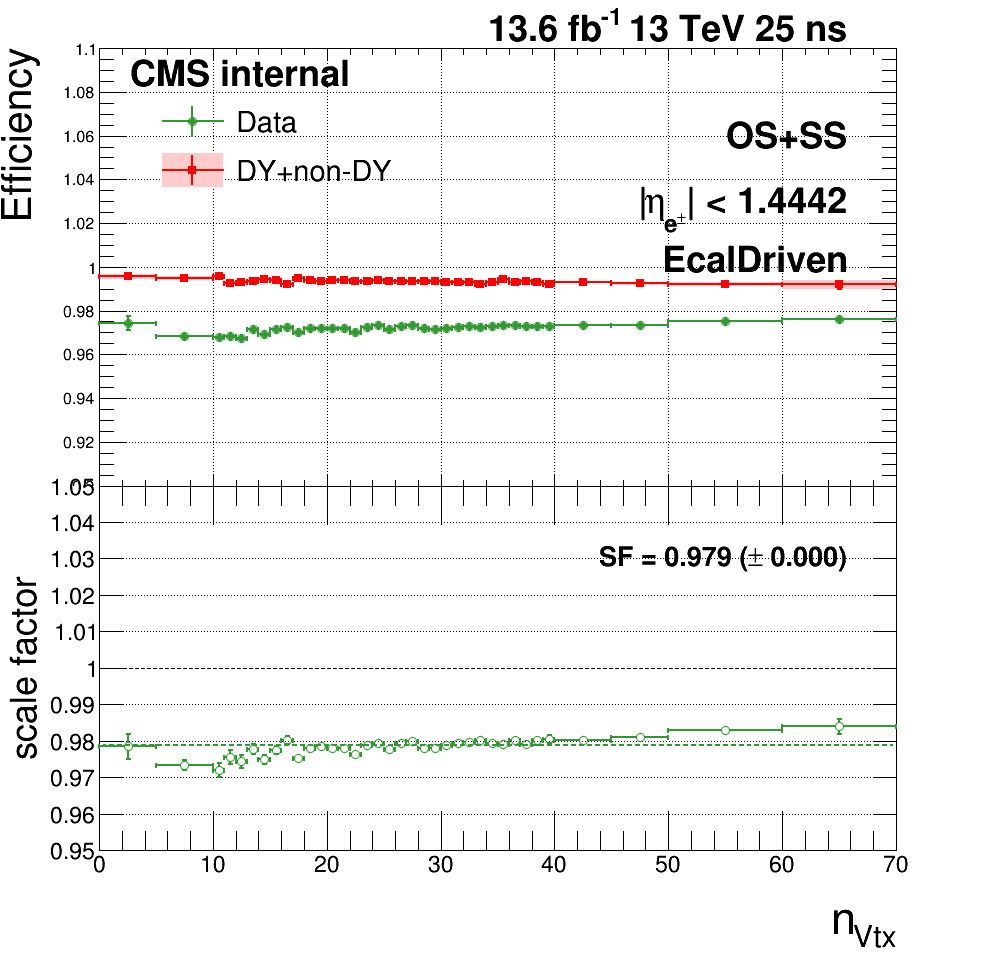 13.6 fb-1 13 TeV 25 ns
Efficiency
1.1
1.08
1.06
1.04
1.02
1
0.98
0.96
0.94
0.92
CMS internal
Data
DY+non-DY
OS+SS
|ηe±| < 1.4442
EcalDriven
scale factor
1.05
1.04
1.03
1.02
1.01
1
0.99
0.98
0.97
0.96
0.95
SF = 0.979 (± 0.000)
0 10 20 30 40 50 60 70
nVtx